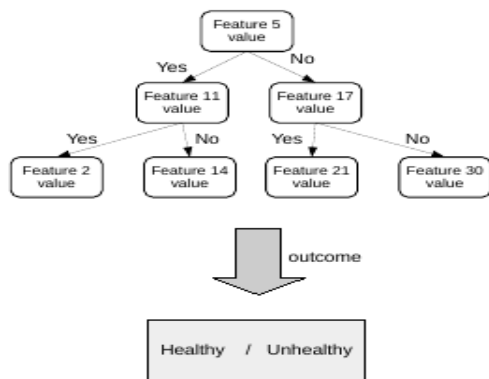 Feature 5
value
Yes
No
Feature 11
value
Feature 17
value
Yes
No
Yes
No
Feature 2
value
Feature 14
value
Feature 21
value
Feature 30
value
outcome
Healthy / Unhealthy